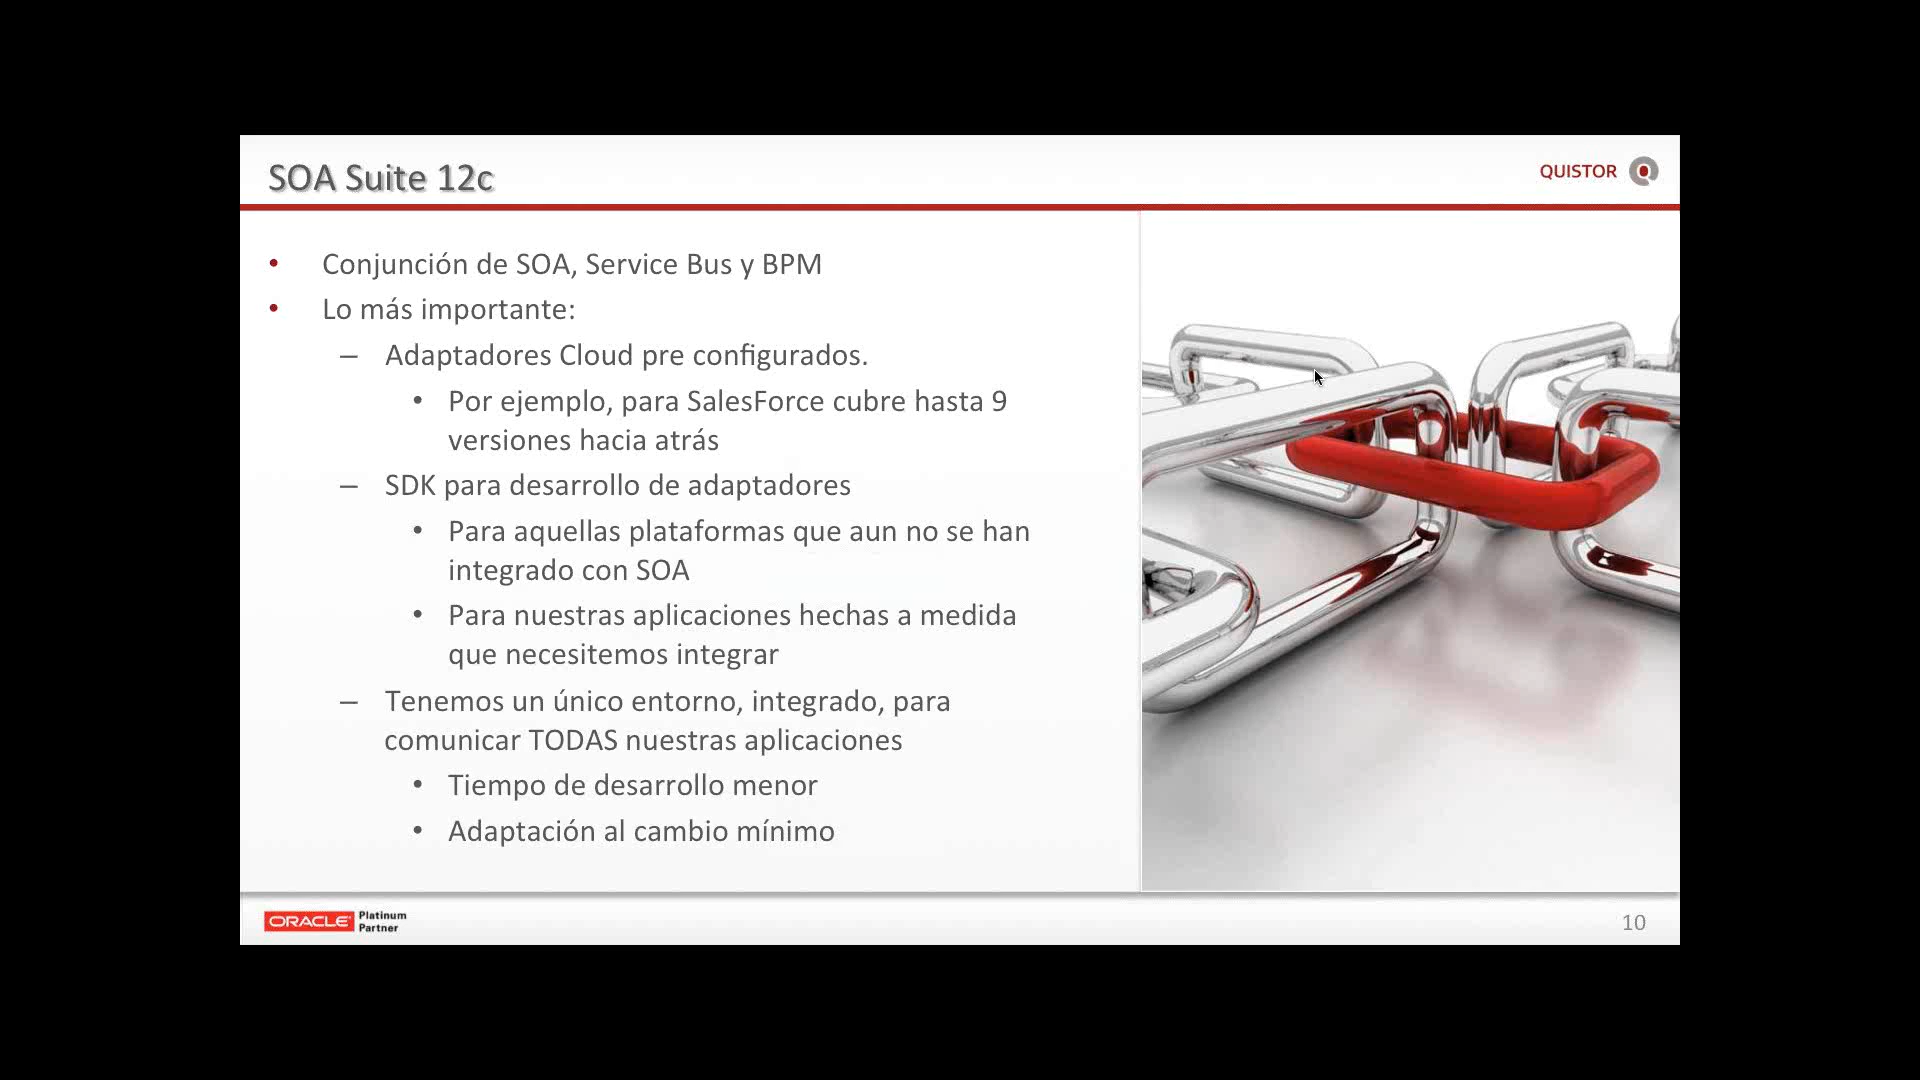 SOA Suite 12c
QUISTOR
• Conjunción de SOA, Service Bus y BPM
• Lo más importante:
– Adaptadores Cloud pre configurados.
• Por ejemplo, para SalesForce cubre hasta 9
versiones hacia atrás
– SDK para desarrollo de adaptadores
• Para aquellas plataformas que aun no se han
integrado con SOA
• Para nuestras aplicaciones hechas a medida
que necesitemos integrar
– Tenemos un único entorno, integrado, para
comunicar TODAS nuestras aplicaciones
• Tiempo de desarrollo menor
• Adaptación al cambio mínimo
ORACLE Platinum
Partner
10